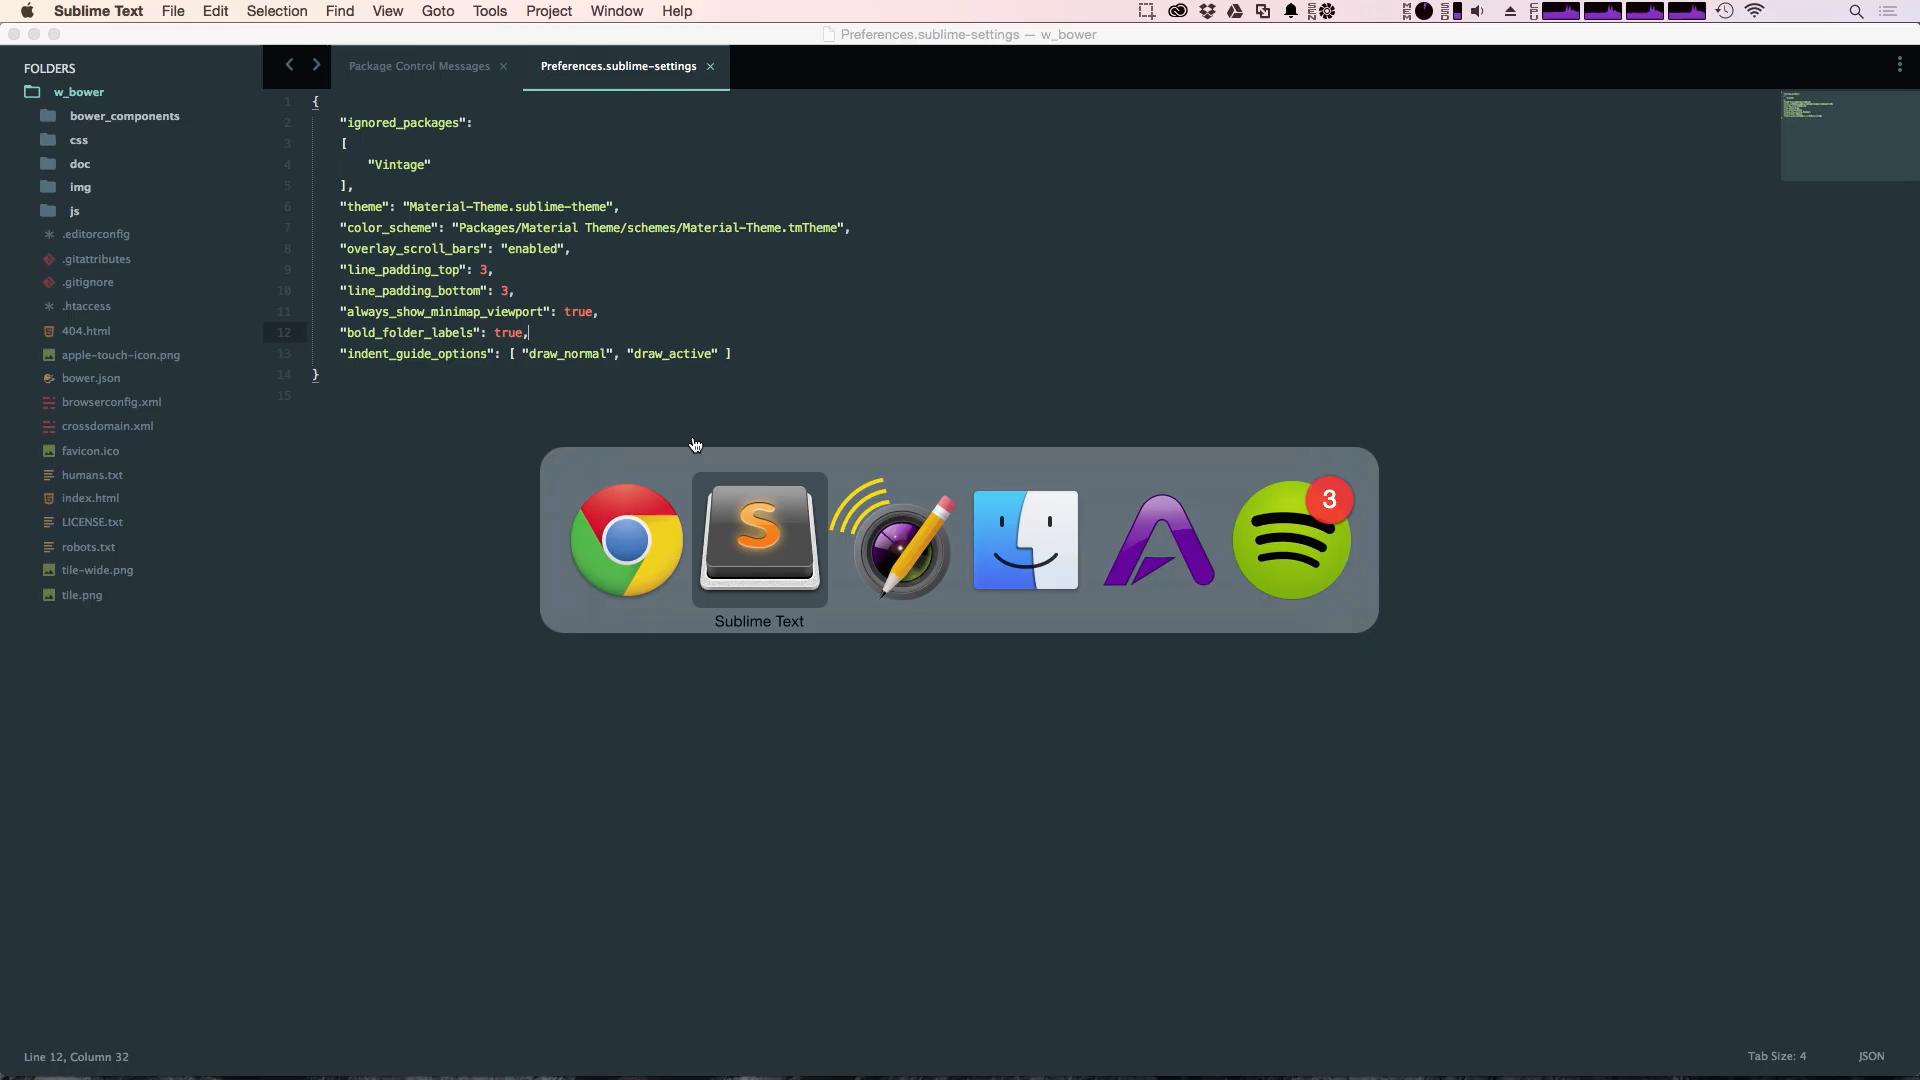 Sublime Text File Edit Selection Find View Goto Tools Project Window Help
Preferences.sublime-settings — w_bower
FOLDERS
w_bower
bower_components
css
doc
img
js
.editorconfig
.gitattributes
.gitignore
.htaccess
404.html
apple-touch-icon.png
bower.json
browserconfig.xml
crossdomain.xml
favicon.ico
humans.txt
index.html
LICENSE.txt
robots.txt
tile-wide.png
tile.png
Package Control Messages × Preferences.sublime-settings ×
1 {
2 "ignored_packages":
3 [
4 "Vintage"
5 ],
6 "theme": "Material-Theme.sublime-theme",
7 "color_scheme": "Packages/Material Theme/schemes/Material-Theme.tmTheme",
8 "overlay_scroll_bars": "enabled",
9 "line_padding_top": 3,
10 "line_padding_bottom": 3,
11 "always_show_minimap_viewport": true,
12 "bold_folder_labels": true,
13 "indent_guide_options": [ "draw_normal", "draw_active" ]
14 }
15
S
3
Sublime Text
Line 12, Column 32
Tab Size: 4 JSON